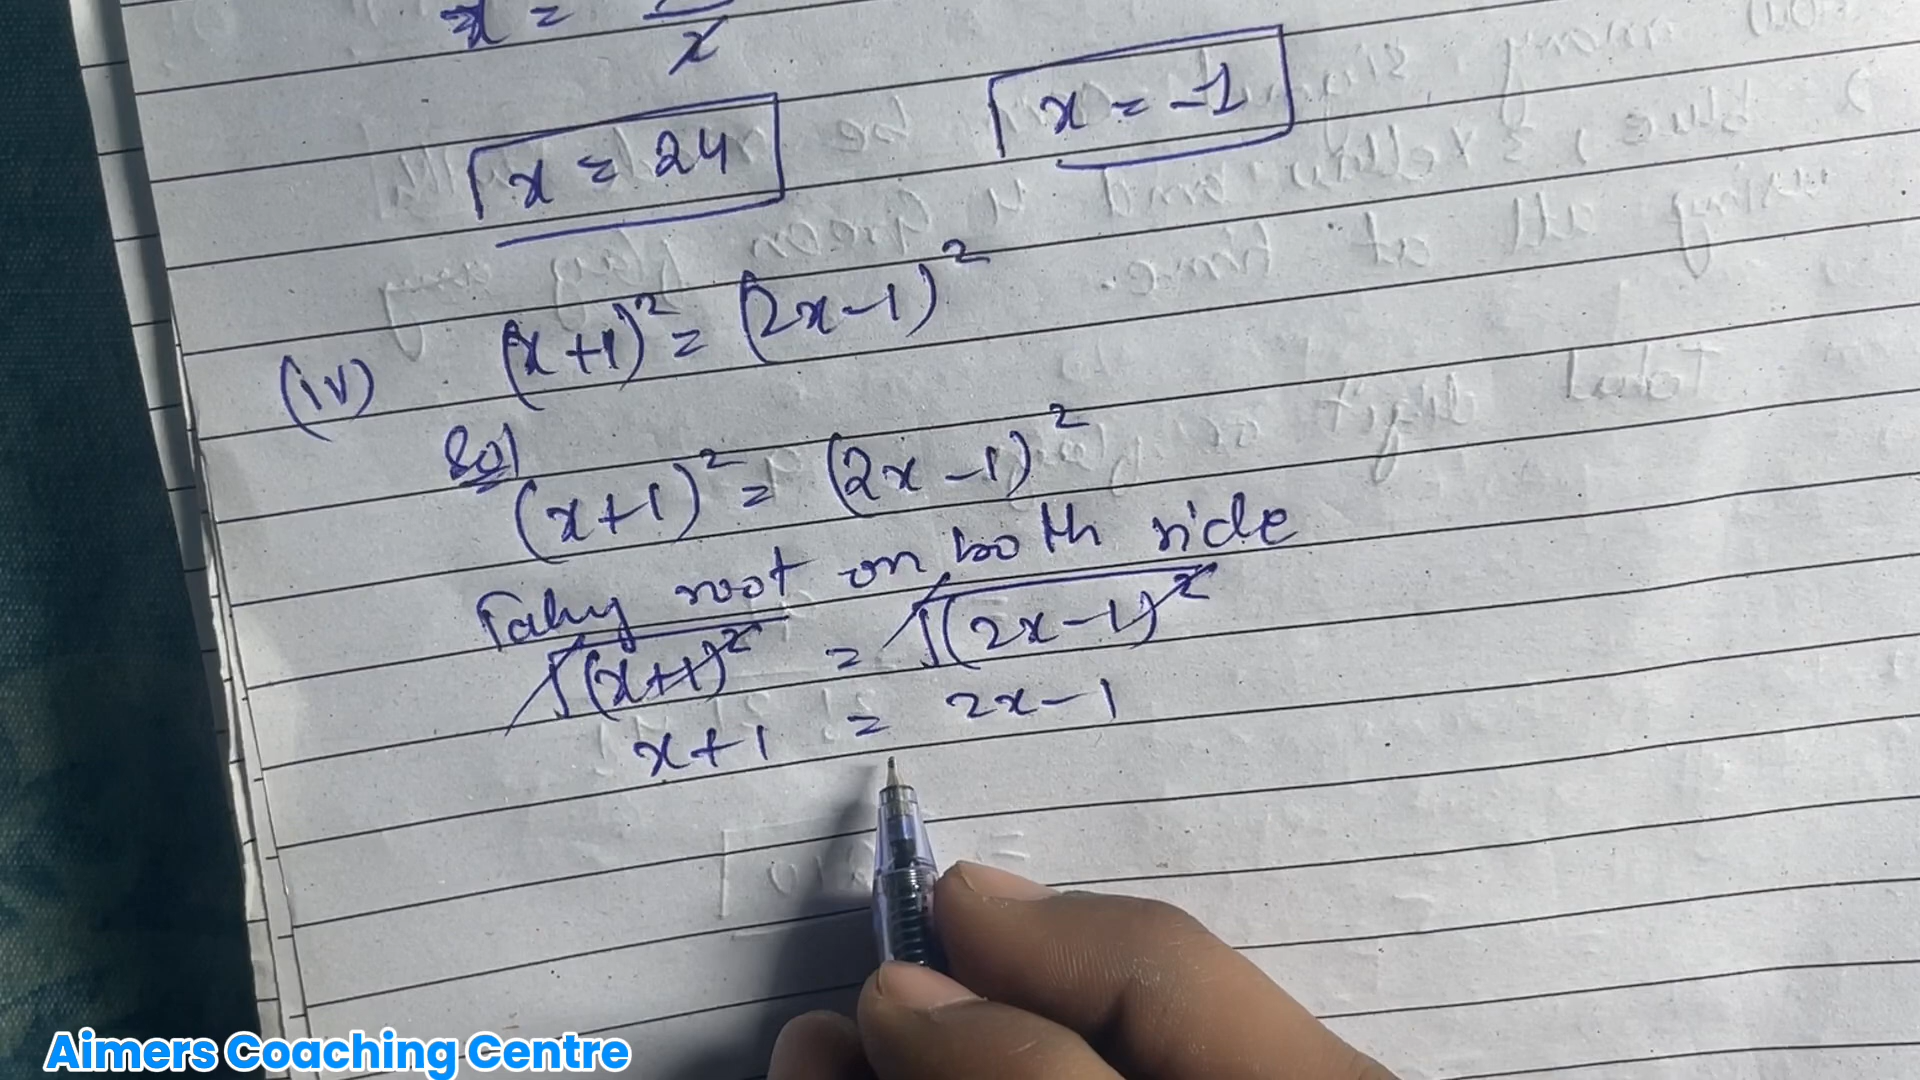 x =
x
x = 24
x = -1
(iv) (x+1)² = (2x-1)²
Sol
(x+1)² = (2x-1)²
Taking root on both side
√(x+1)² = √(2x-1)²
x+1 = 2x-1
Aimers Coaching Centre